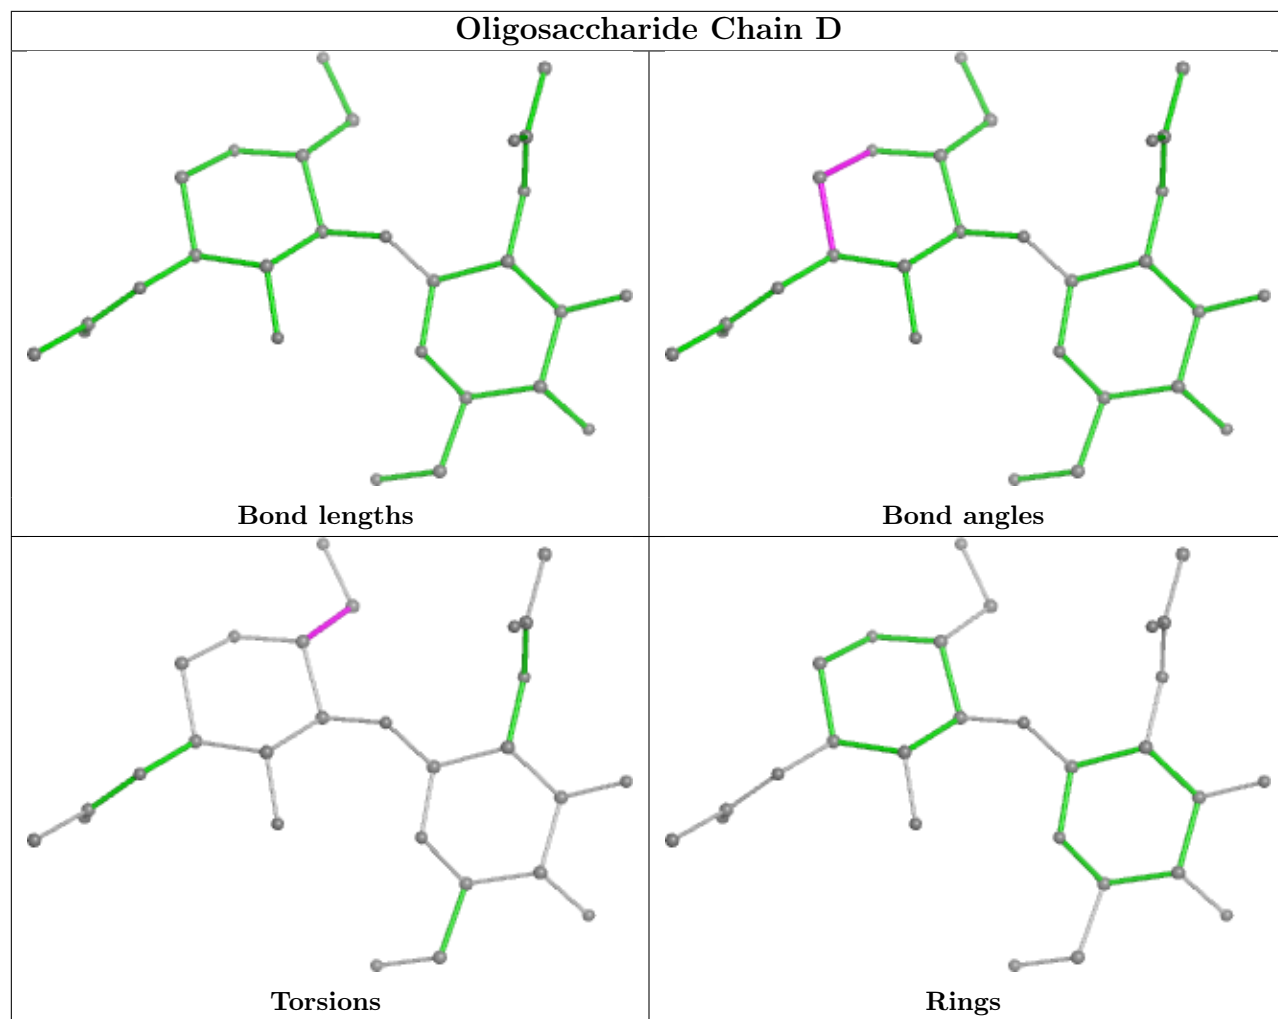 Oligosaccharide Chain D
Bond lengths
Bond angles
Torsions
Rings